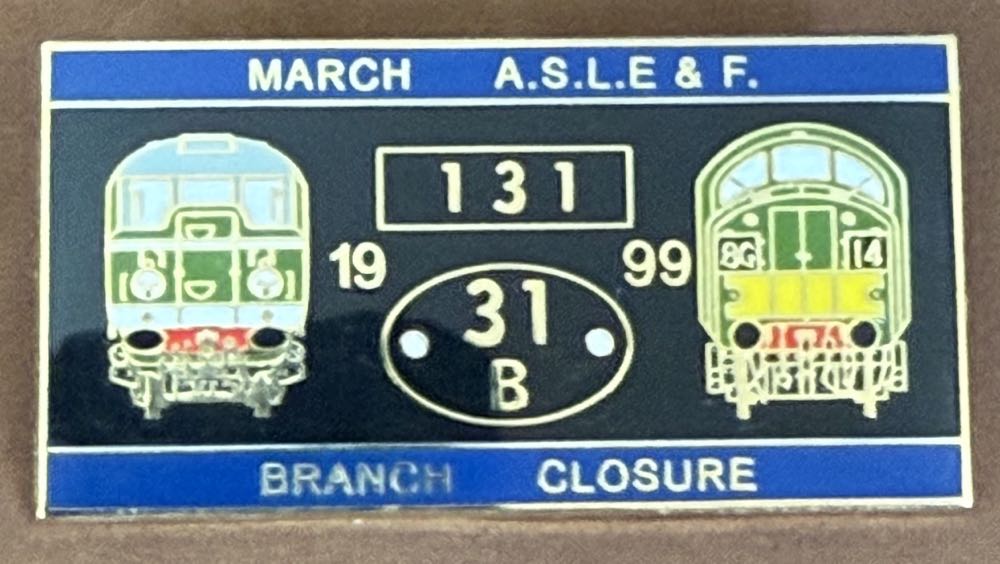 MARCH A.S.L.E & F.
131
19 99
8G 14
31
B
BRANCH CLOSURE